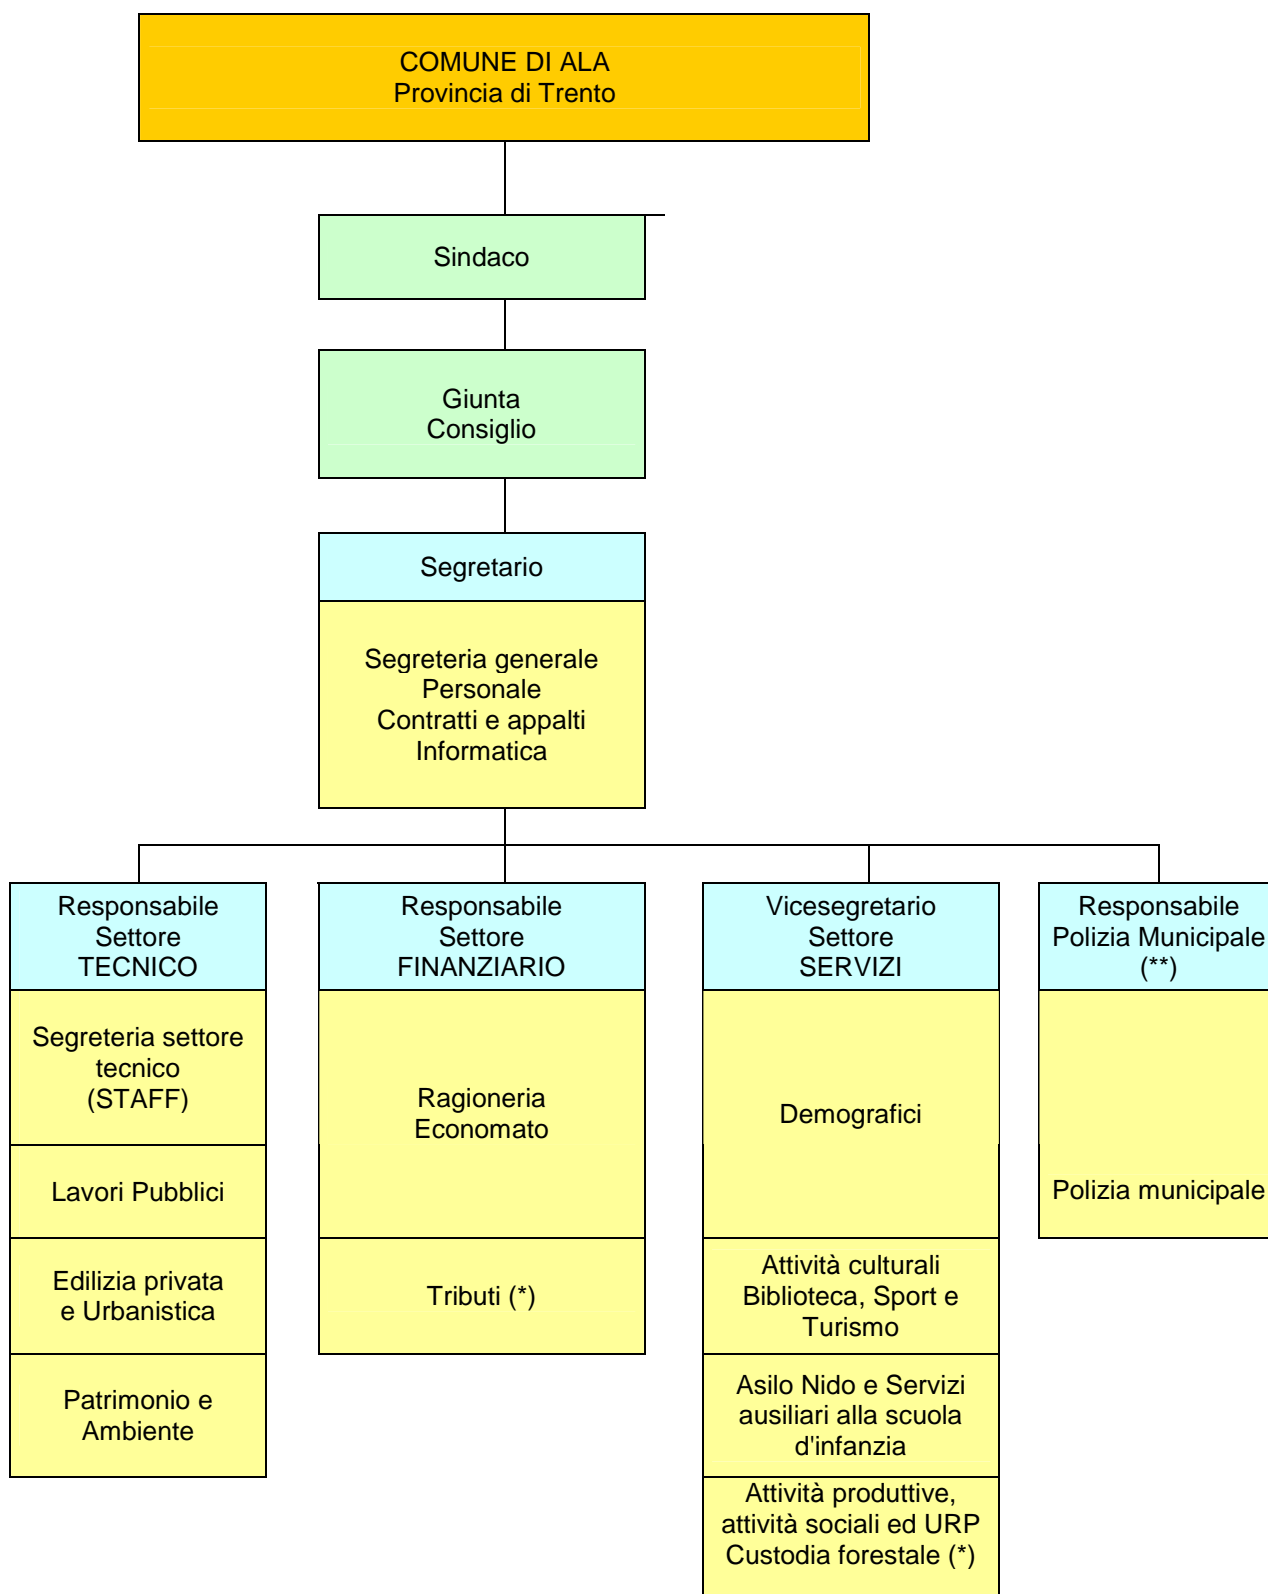 COMUNE DI ALA
Provincia di Trento
Sindaco
Giunta
Consiglio
Segretario
Segreteria generale
Personale
Contratti e appalti
Informatica
Responsabile
Settore
TECNICO
Segreteria settore
tecnico
(STAFF)
Lavori Pubblici
Edilizia privata
e Urbanistica
Patrimonio e
Ambiente
Responsabile
Settore
FINANZIARIO
Ragioneria
Economato
Tributi (*)
Vicesegretario
Settore
SERVIZI
Demografici
Attività culturali
Biblioteca, Sport e
Turismo
Asilo Nido e Servizi
ausiliari alla scuola
d'infanzia
Attività produttive,
attività sociali ed URP
Custodia forestale (*)
Responsabile
Polizia Municipale
(**)
Polizia municipale